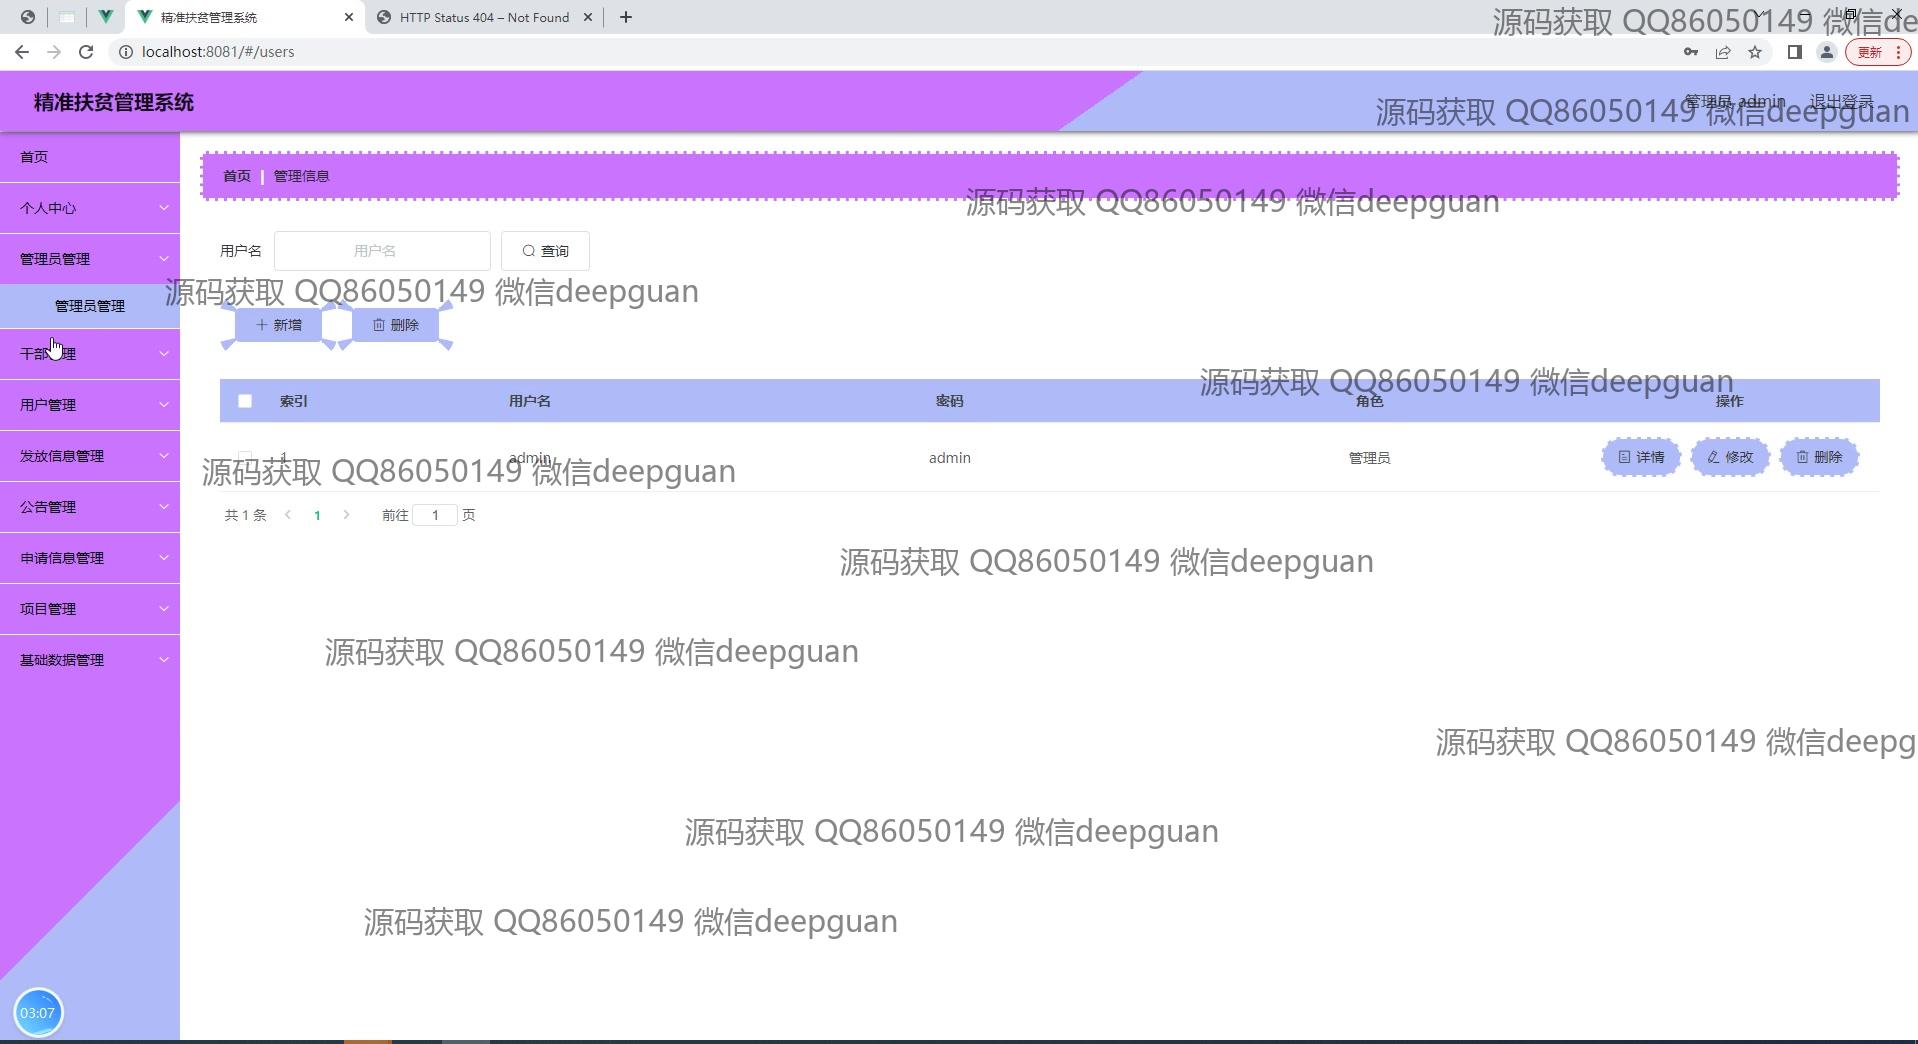 精准扶贫管理系统
HTTP Status 404 – Not Found
源码获取 QQ86050149 微信de
localhost:8081/#/users
更新
精准扶贫管理系统
管理员 admin
退出登录
源码获取 QQ86050149 微信deepguan
首页
首页
管理信息
个人中心
源码获取 QQ86050149 微信deepguan
管理员管理
用户名
用户名
查询
源码获取 QQ86050149 微信deepguan
管理员管理
新增
删除
干部管理
源码获取 QQ86050149 微信deepguan
用户管理
索引
用户名
密码
角色
操作
发放信息管理
1
admin
admin
管理员
详情
修改
删除
源码获取 QQ86050149 微信deepguan
公告管理
共 1 条
1
前往
1
页
申请信息管理
源码获取 QQ86050149 微信deepguan
项目管理
基础数据管理
源码获取 QQ86050149 微信deepguan
源码获取 QQ86050149 微信deepg
源码获取 QQ86050149 微信deepguan
源码获取 QQ86050149 微信deepguan
03:07